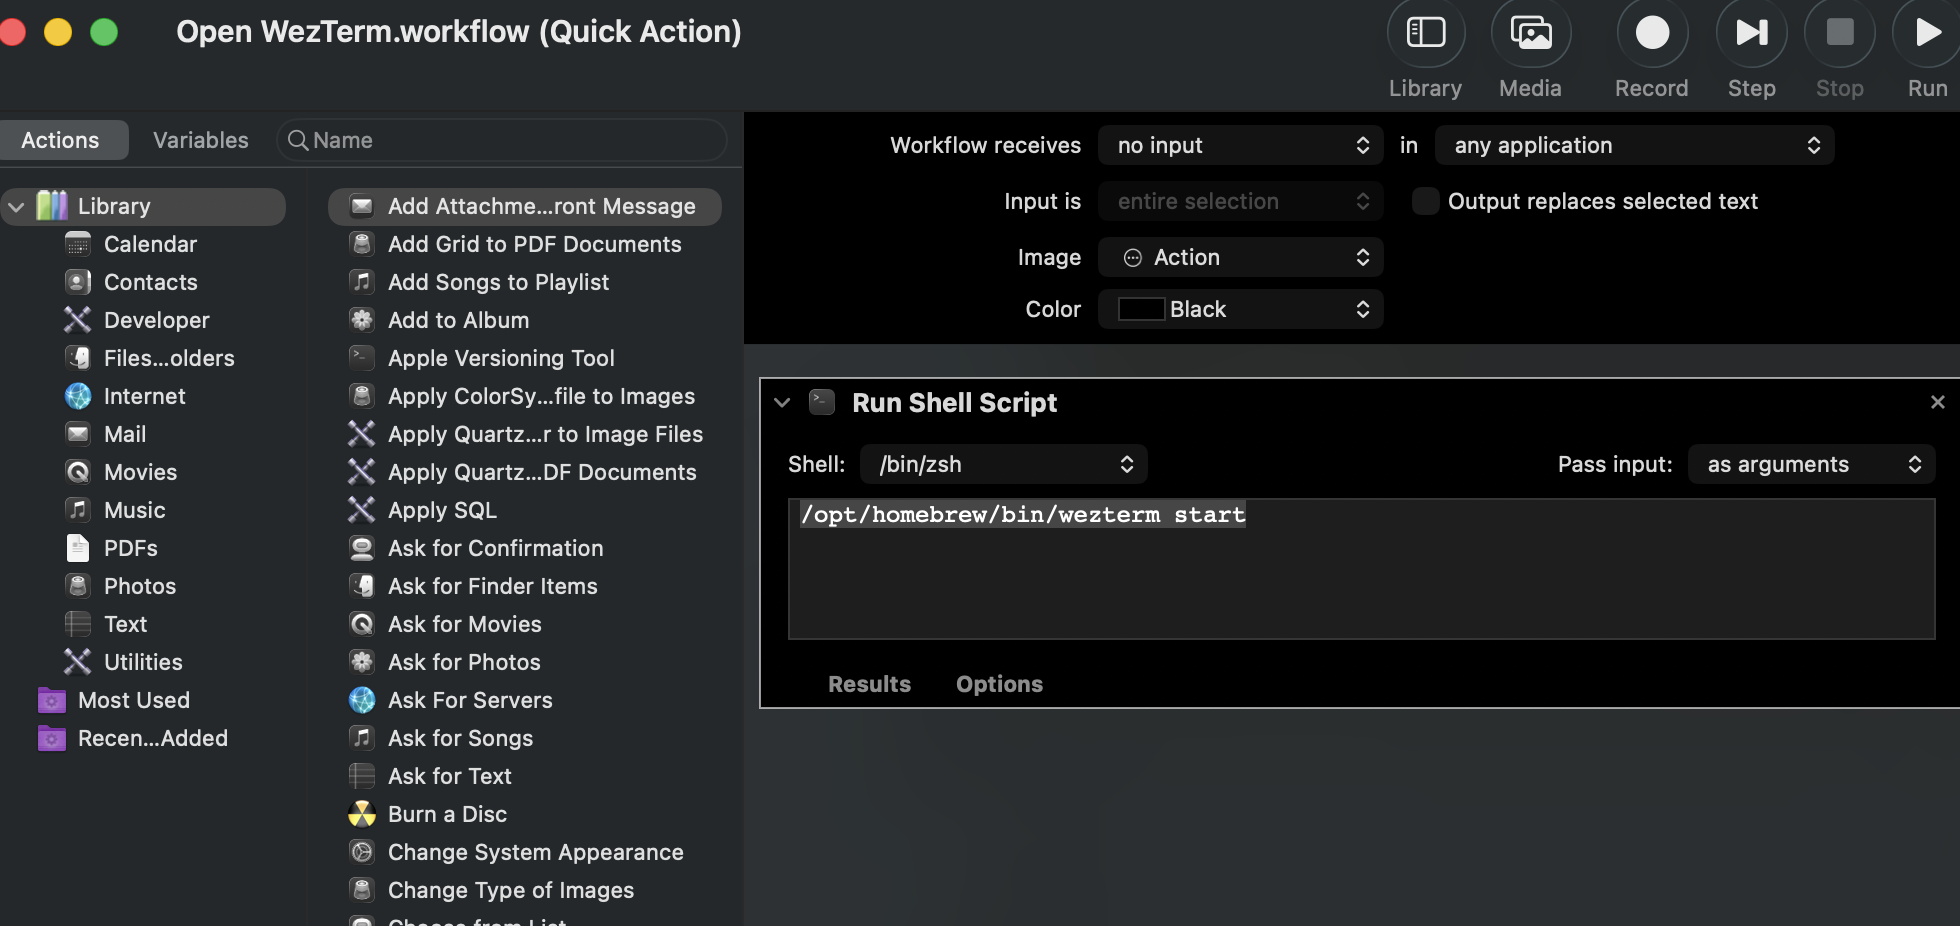 Open WezTerm.workflow (Quick Action)
Library
Media
Record
Step
Stop
Run
Actions
Variables
Name
Library
Calendar
Contacts
Developer
Files...olders
Internet
Mail
Movies
Music
PDFs
Photos
Text
Utilities
Most Used
Recen...Added
Add Attachme...ront Message
Add Grid to PDF Documents
Add Songs to Playlist
Add to Album
Apple Versioning Tool
Apply ColorSy...file to Images
Apply Quartz...r to Image Files
Apply Quartz...DF Documents
Apply SQL
Ask for Confirmation
Ask for Finder Items
Ask for Movies
Ask for Photos
Ask For Servers
Ask for Songs
Ask for Text
Burn a Disc
Change System Appearance
Change Type of Images
Choose from List
Workflow receives no input in any application
Input is entire selection Output replaces selected text
Image Action
Color Black
Run Shell Script
Shell: /bin/zsh Pass input: as arguments
/opt/homebrew/bin/wezterm start
Results Options